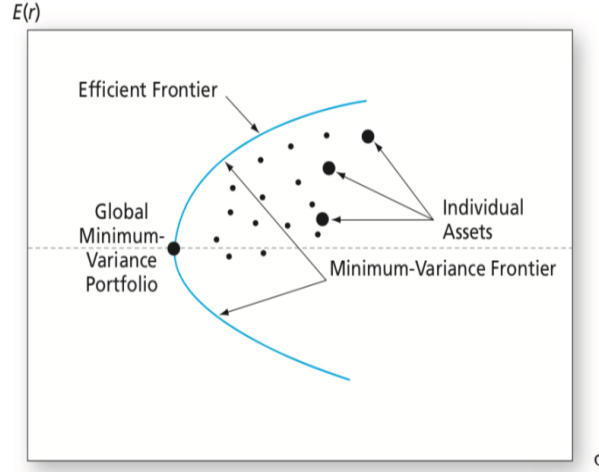 E(r)
Efficient Frontier
Global
Minimum-
Variance
Portfolio
Individual
Assets
Minimum-Variance Frontier